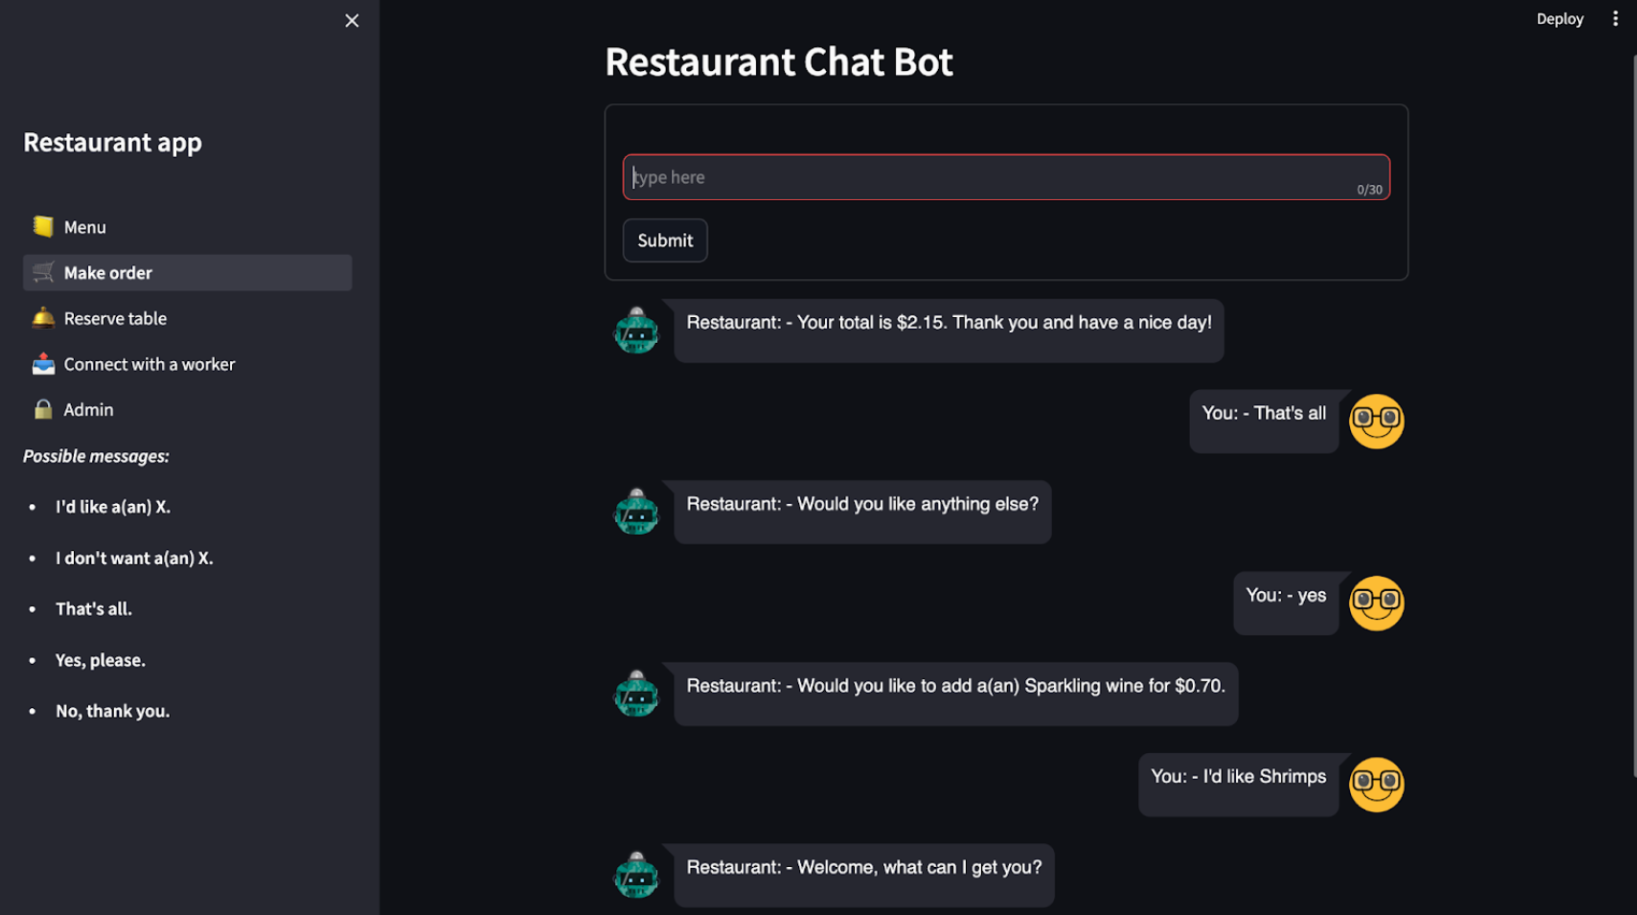 Restaurant app
Menu
Make order
Reserve table
Connect with a worker
Admin
Possible messages:
• I'd like a(an) X.
• I don't want a(an) X.
• That's all.
• Yes, please.
• No, thank you.
Deploy
Restaurant Chat Bot
type here
0/30
Submit
Restaurant: - Your total is $2.15. Thank you and have a nice day!
You: - That's all
Restaurant: - Would you like anything else?
You: - yes
Restaurant: - Would you like to add a(an) Sparkling wine for $0.70.
You: - I'd like Shrimps
Restaurant: - Welcome, what can I get you?